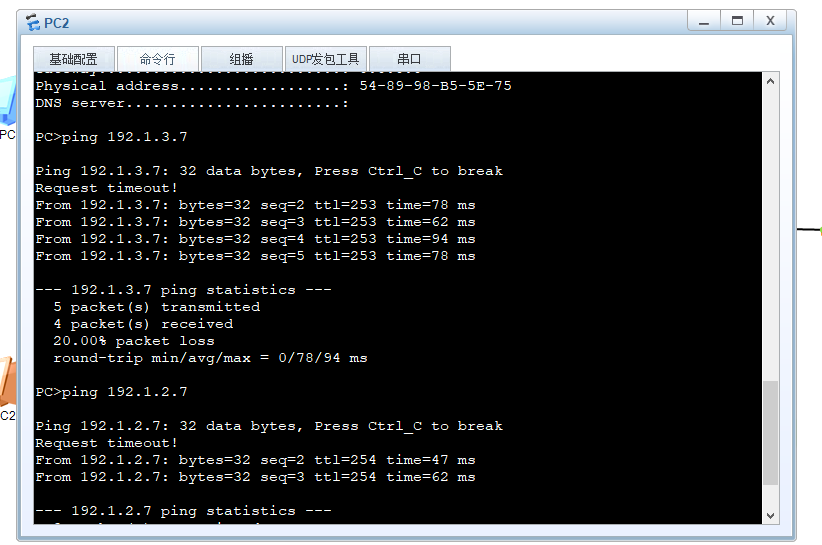 PC2
基础配置 命令行 组播 UDP发包工具 串口
Physical address..................: 54-89-98-B5-5E-75
DNS server........................:
PC>ping 192.1.3.7
Ping 192.1.3.7: 32 data bytes, Press Ctrl_C to break
Request timeout!
From 192.1.3.7: bytes=32 seq=2 ttl=253 time=78 ms
From 192.1.3.7: bytes=32 seq=3 ttl=253 time=62 ms
From 192.1.3.7: bytes=32 seq=4 ttl=253 time=94 ms
From 192.1.3.7: bytes=32 seq=5 ttl=253 time=78 ms
--- 192.1.3.7 ping statistics ---
5 packet(s) transmitted
4 packet(s) received
20.00% packet loss
round-trip min/avg/max = 0/78/94 ms
PC>ping 192.1.2.7
Ping 192.1.2.7: 32 data bytes, Press Ctrl_C to break
Request timeout!
From 192.1.2.7: bytes=32 seq=2 ttl=254 time=47 ms
From 192.1.2.7: bytes=32 seq=3 ttl=254 time=62 ms
--- 192.1.2.7 ping statistics ---
PC
C2